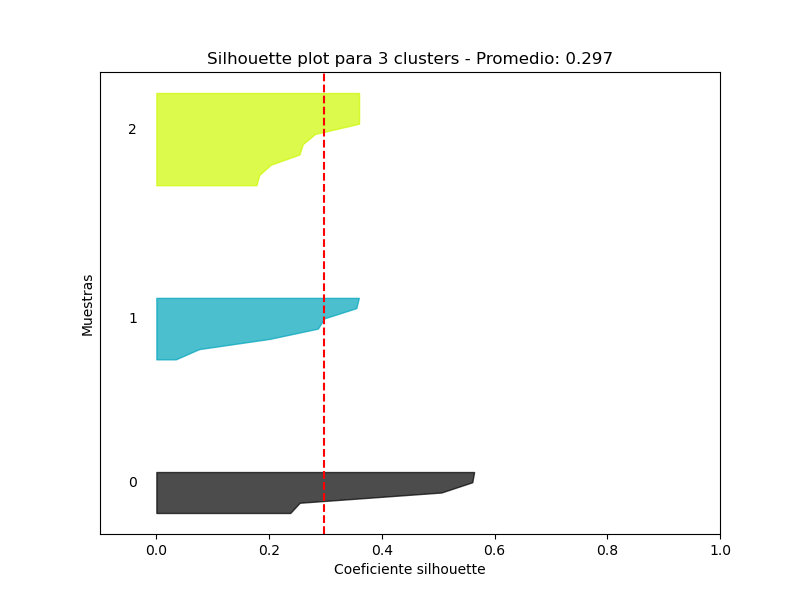 Silhouette plot para 3 clusters - Promedio: 0.297
2
1
0
Muestras
0.0 0.2 0.4 0.6 0.8 1.0
Coeficiente silhouette